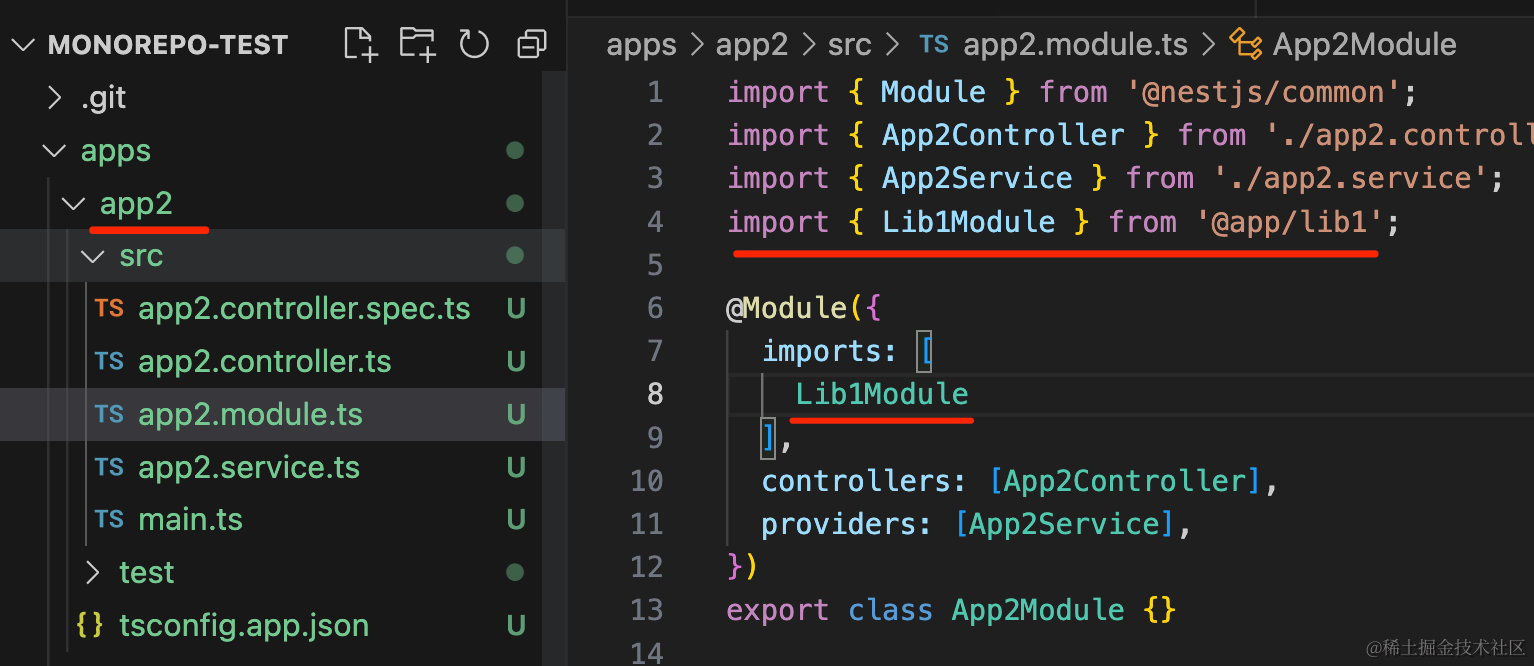 MONOREPO-TEST
.git
apps
app2
src
TS app2.controller.spec.ts U
TS app2.controller.ts U
TS app2.module.ts U
TS app2.service.ts U
TS main.ts U
test
{} tsconfig.app.json U
apps > app2 > src > TS app2.module.ts > App2Module
1 import { Module } from '@nestjs/common';
2 import { App2Controller } from './app2.controll
3 import { App2Service } from './app2.service';
4 import { Lib1Module } from '@app/lib1';
5
6 @Module({
7 imports: [
8 Lib1Module
9 ],
10 controllers: [App2Controller],
11 providers: [App2Service],
12 })
13 export class App2Module {}
14
@稀土掘金技术社区